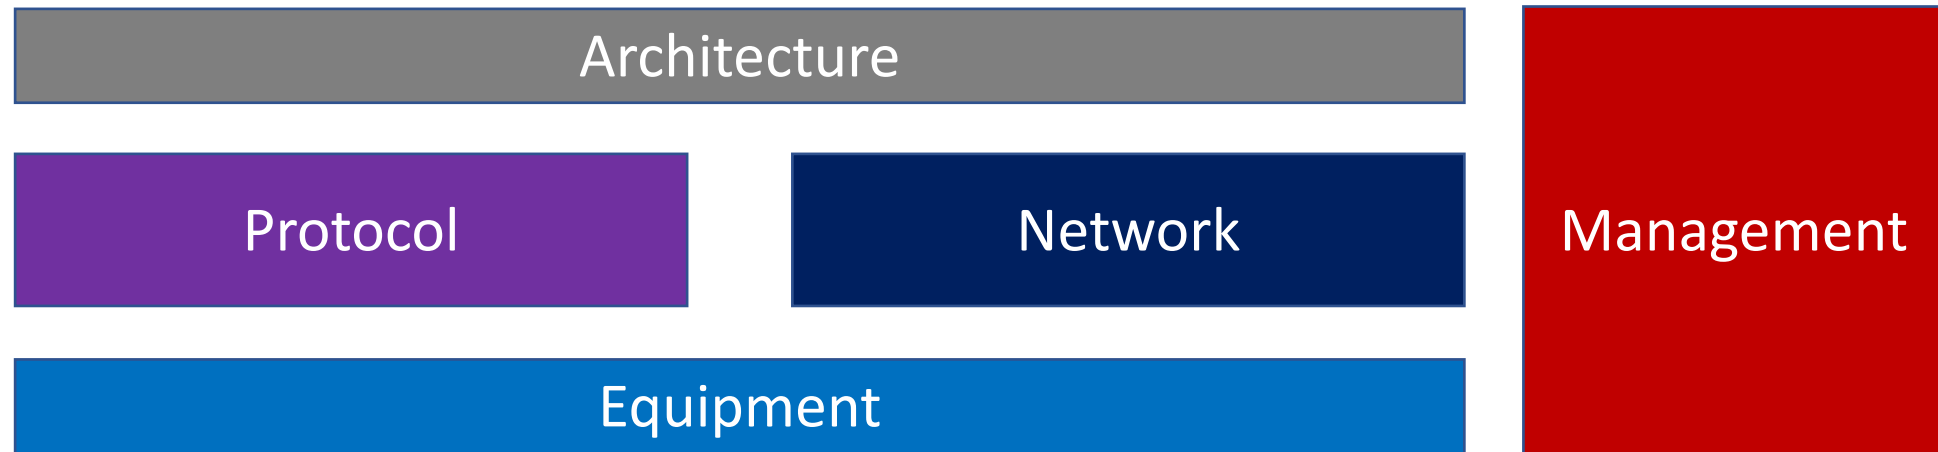 Architecture
Protocol
Network
Management
Equipment